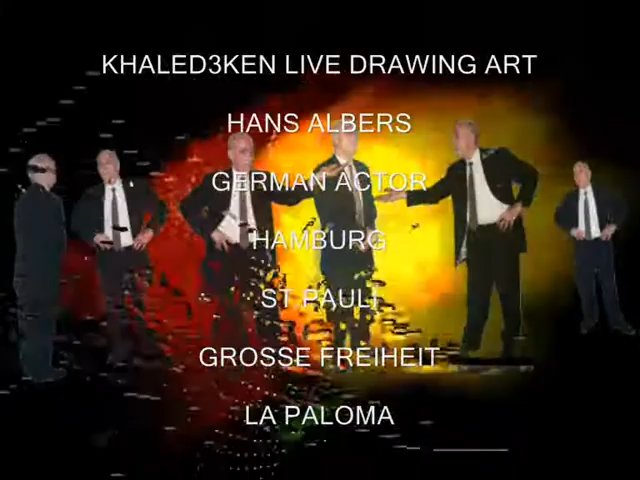 KHALED3KEN LIVE DRAWING ART
HANS ALBERS
GERMAN ACTOR
HAMBURG
ST PAULI
GROSSE FREIHEIT
LA PALOMA